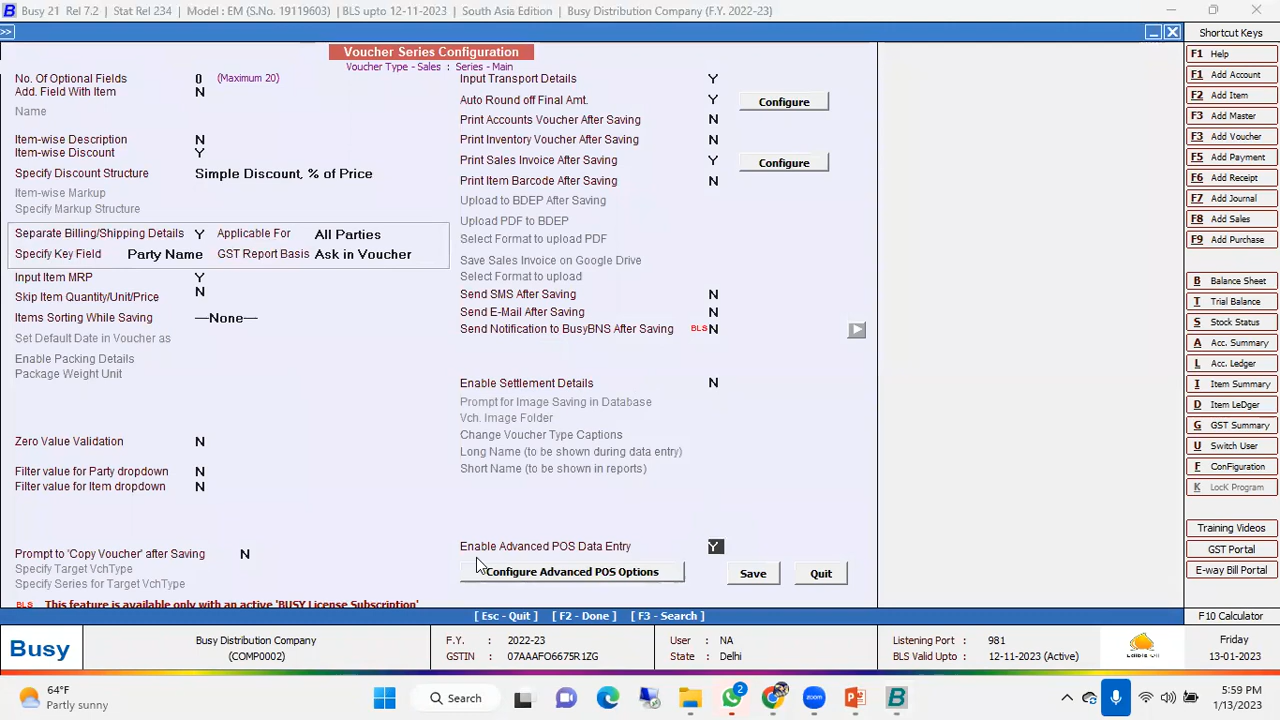 Busy 21 Rel 7.2 | Stat Rel 234 | Model : EM (S.No. 19119603) | BLS upto 12-11-2023 | South Asia Edition | Busy Distribution Company (F.Y. 2022-23)
>>
Voucher Series Configuration
Voucher Type - Sales : Series - Main
No. Of Optional Fields 0 (Maximum 20)
Add. Field With Item N
Name
Item-wise Description N
Item-wise Discount Y
Specify Discount Structure Simple Discount, % of Price
Item-wise Markup
Specify Markup Structure
Separate Billing/Shipping Details Y Applicable For All Parties
Specify Key Field Party Name GST Report Basis Ask in Voucher
Input Item MRP Y
Skip Item Quantity/Unit/Price N
Items Sorting While Saving —None—
Set Default Date in Voucher as
Enable Packing Details
Package Weight Unit
Zero Value Validation N
Filter value for Party dropdown N
Filter value for Item dropdown N
Prompt to 'Copy Voucher' after Saving N
Specify Target VchType
Specify Series for Target VchType
BLS This feature is available only with an active 'BUSY License Subscription'
Input Transport Details Y
Auto Round off Final Amt. Y Configure
Print Accounts Voucher After Saving N
Print Inventory Voucher After Saving N
Print Sales Invoice After Saving Y Configure
Print Item Barcode After Saving N
Upload to BDEP After Saving
Upload PDF to BDEP
Select Format to upload PDF
Save Sales Invoice on Google Drive
Select Format to upload
Send SMS After Saving N
Send E-Mail After Saving N
Send Notification to BusyBNS After Saving BLS N
Enable Settlement Details N
Prompt for Image Saving in Database
Vch. Image Folder
Change Voucher Type Captions
Long Name (to be shown during data entry)
Short Name (to be shown in reports)
Enable Advanced POS Data Entry Y
Configure Advanced POS Options Save Quit
Shortcut Keys
F1 Help
F1 Add Account
F2 Add Item
F3 Add Master
F3 Add Voucher
F5 Add Payment
F6 Add Receipt
F7 Add Journal
F8 Add Sales
F9 Add Purchase
B Balance Sheet
T Trial Balance
S Stock Status
A Acc. Summary
L Acc. Ledger
I Item Summary
D Item LeDger
G GST Summary
U Switch User
F Configuration
K LocK Program
Training Videos
GST Portal
E-way Bill Portal
[ Esc - Quit ] [ F2 - Done ] [ F3 - Search ]
F10 Calculator
Busy
Busy Distribution Company
(COMP0002)
F.Y. : 2022-23
GSTIN : 07AAAFO6675R1ZG
User : NA
State : Delhi
Listening Port : 981
BLS Valid Upto : 12-11-2023 (Active)
Friday
13-01-2023
64°F
Partly sunny
Search
2
5:59 PM
1/13/2023